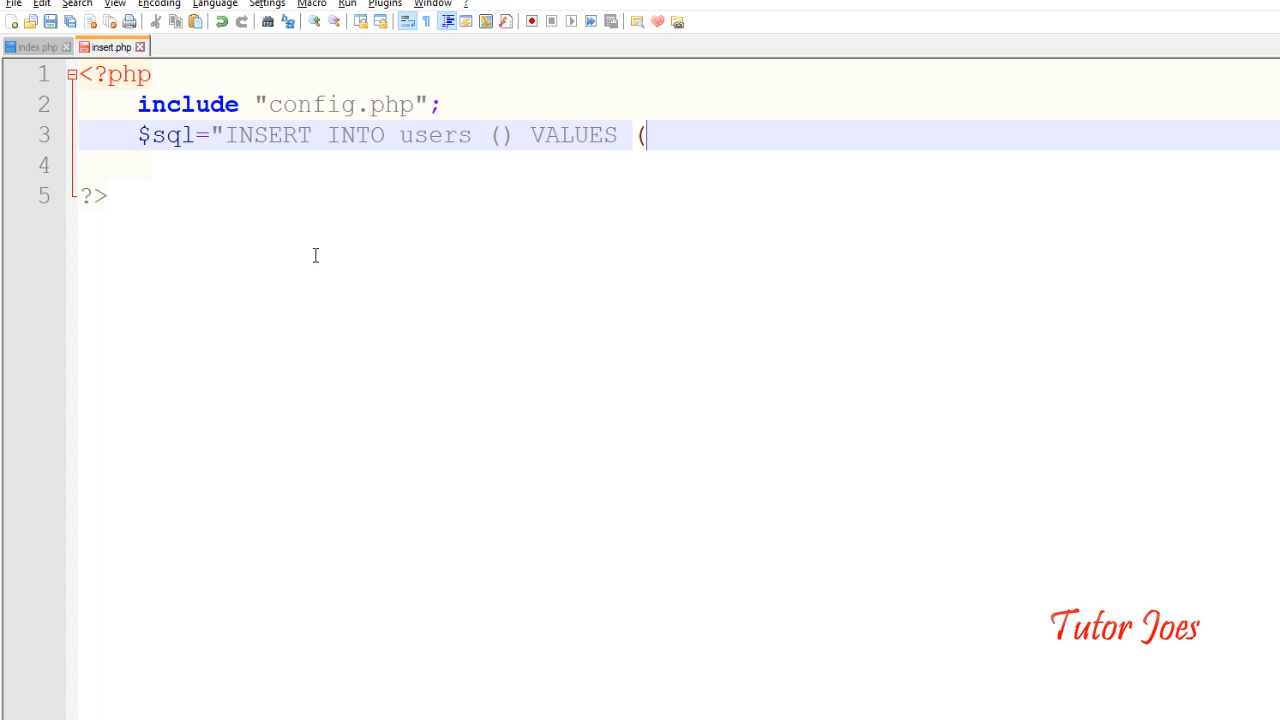 File Edit Search View Encoding Language Settings Macro Run Plugins Window ?
index.php insert.php
1 <?php
2 include "config.php";
3 $sql="INSERT INTO users () VALUES (
4
5 ?>
Tutor Joes